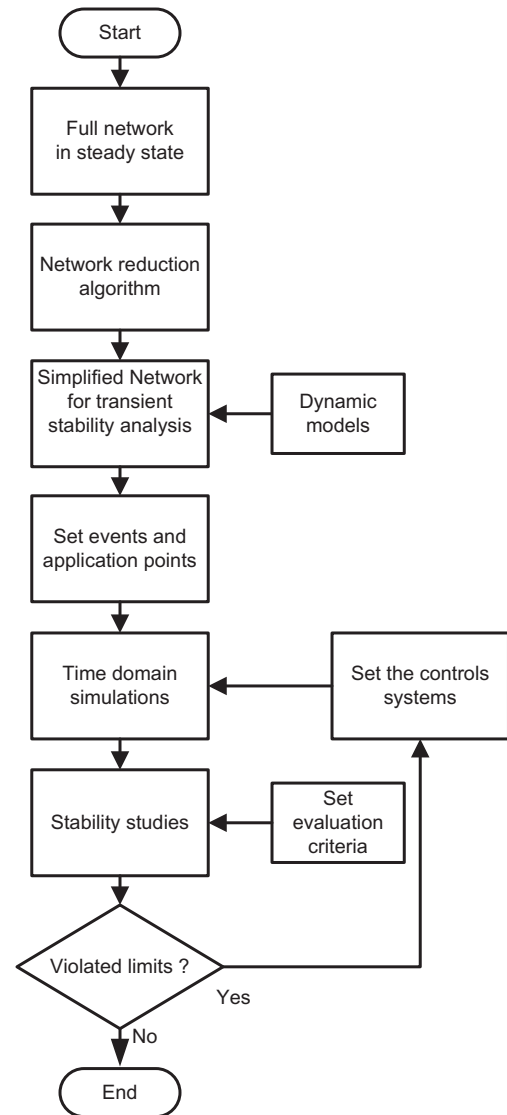 Start
Full network
in steady state
Network reduction
algorithm
Simplified Network
for transient
stability analysis
Dynamic
models
Set events and
application points
Time domain
simulations
Set the controls
systems
Stability studies
Set
evaluation
criteria
Violated limits ?
Yes
No
End